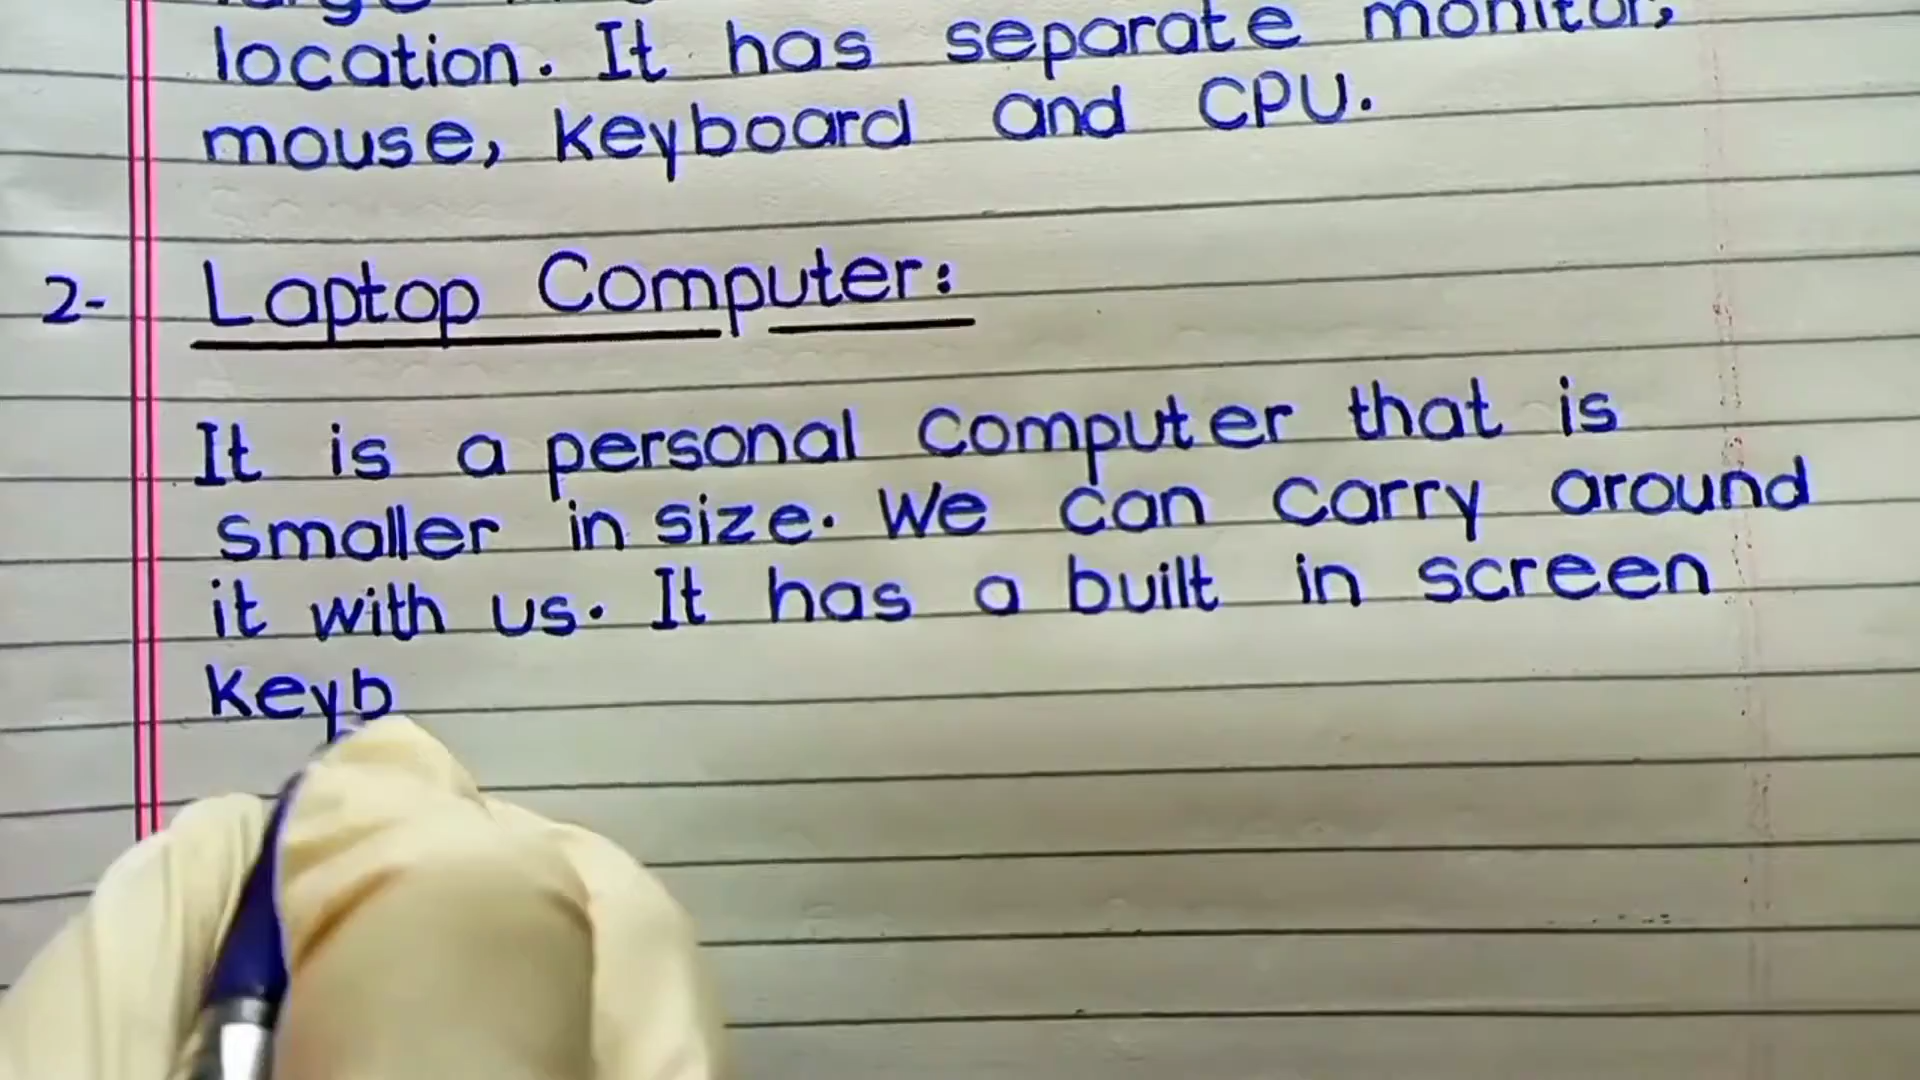 location. It has separate monitor,
mouse, keyboard and CPU.
2- Laptop Computer:
It is a personal computer that is
smaller in size. We can carry around
it with us. It has a built in screen
Keyb